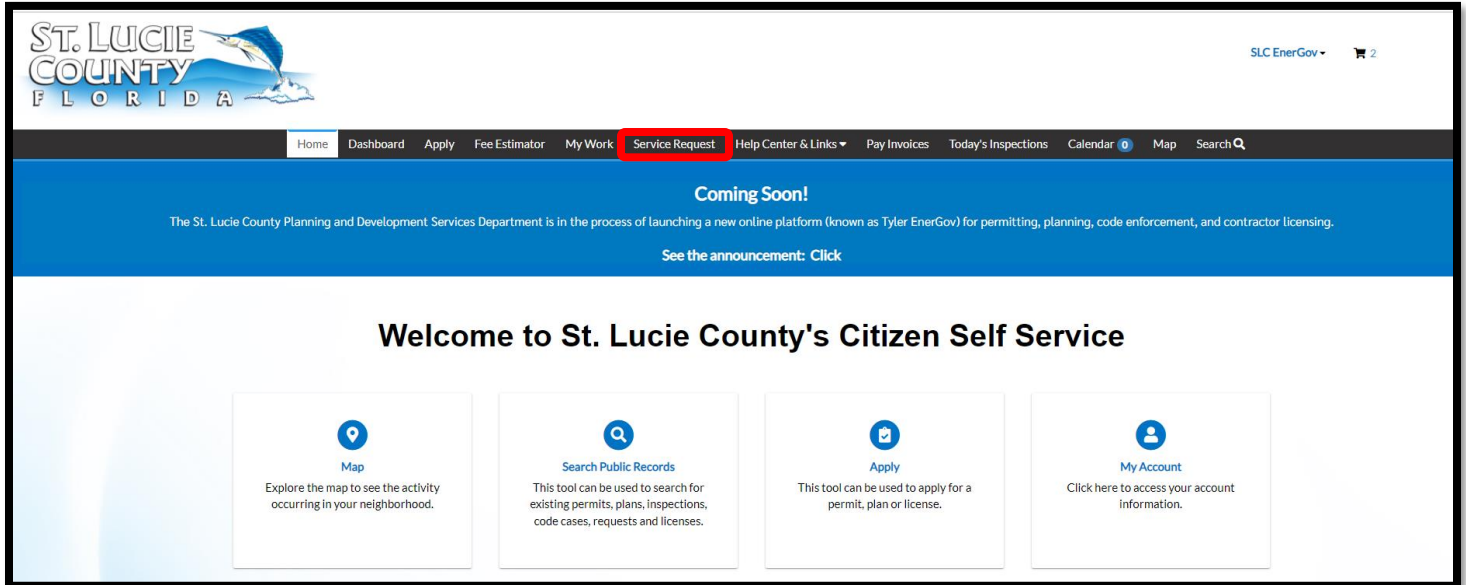 ST. LUCIE
COUNTY
FLORIDA
SLC EnerGov 2
Home Dashboard Apply Fee Estimator My Work Service Request Help Center & Links Pay Invoices Today's Inspections Calendar 0 Map Search
Coming Soon!
The St. Lucie County Planning and Development Services Department is in the process of launching a new online platform (known as Tyler EnerGov) for permitting, planning, code enforcement, and contractor licensing.
See the announcement: Click
Welcome to St. Lucie County's Citizen Self Service
Map
Explore the map to see the activity
occurring in your neighborhood.
Search Public Records
This tool can be used to search for
existing permits, plans, inspections,
code cases, requests and licenses.
Apply
This tool can be used to apply for a
permit, plan or license.
My Account
Click here to access your account
information.